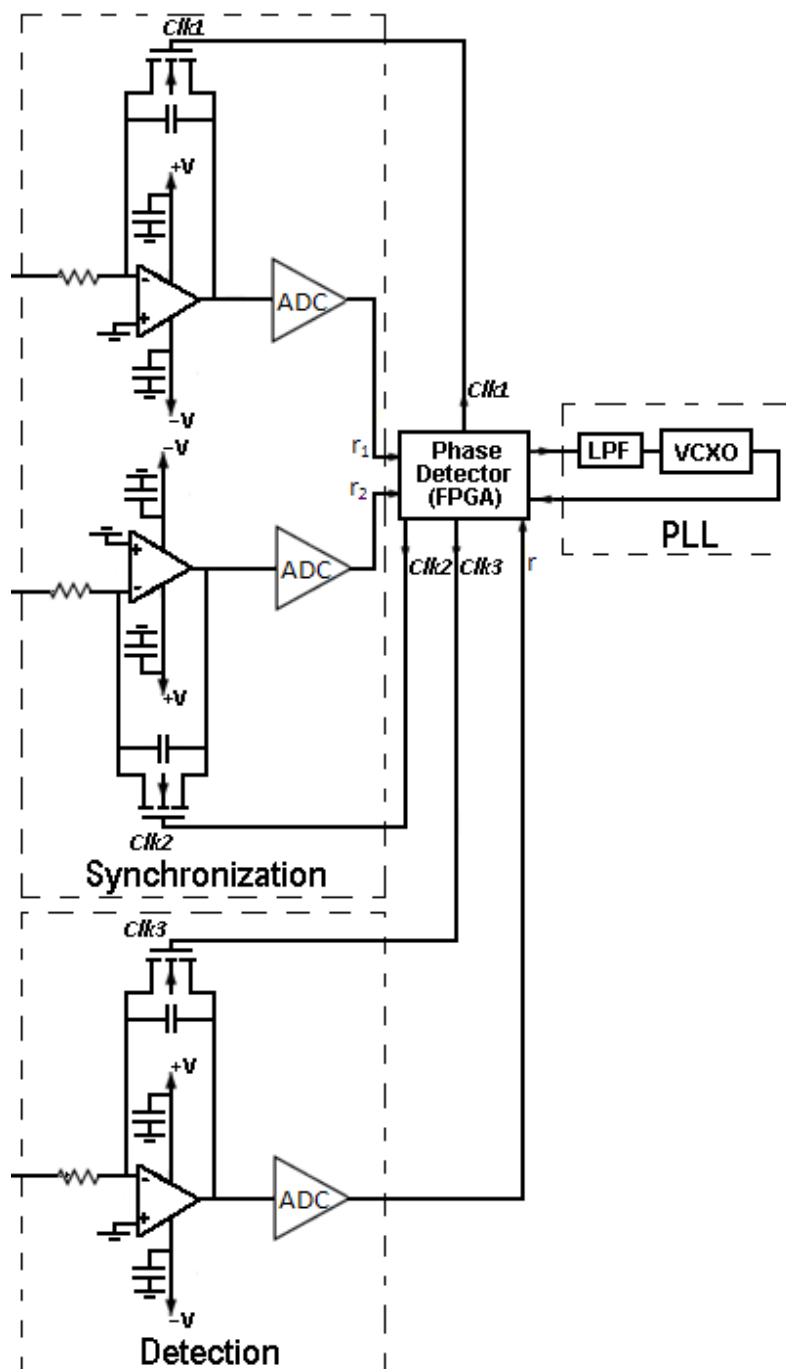 Clk1
+V
-
+
ADC
-V
Clk1
r1
Phase
Detector
(FPGA)
LPF
VCXO
PLL
-V
r2
+
-
ADC
Clk2
Clk3
r
+V
Clk2
Synchronization
Clk3
+V
-
+
ADC
-V
Detection